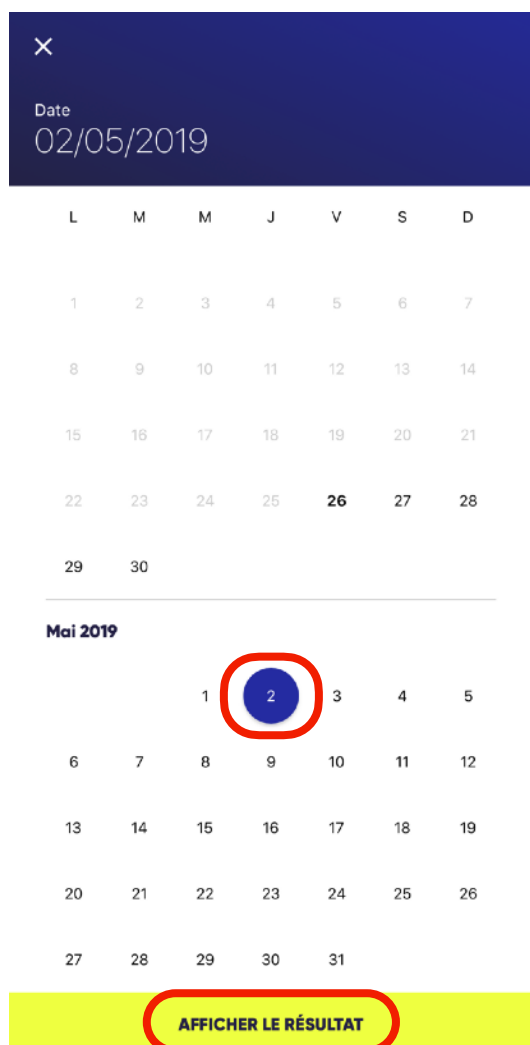 Date
02/05/2019
L M M J V S D
1 2 3 4 5 6 7
8 9 10 11 12 13 14
15 16 17 18 19 20 21
22 23 24 25 26 27 28
29 30
Mai 2019
1 2 3 4 5
6 7 8 9 10 11 12
13 14 15 16 17 18 19
20 21 22 23 24 25 26
27 28 29 30 31
AFFICHER LE RÉSULTAT